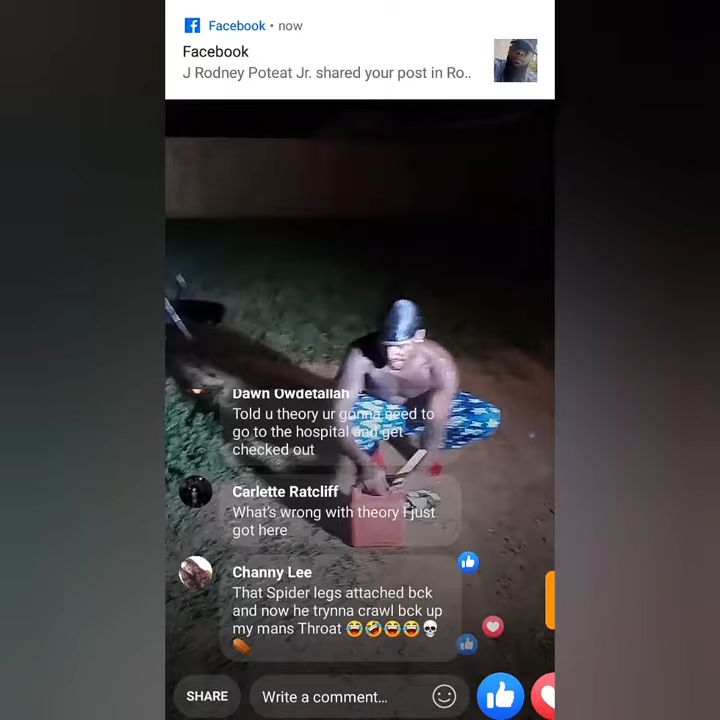 Facebook • now
Facebook
J Rodney Poteat Jr. shared your post in Ro..
Dawn Owdetallah
Told u theory ur gonna need to
go to the hospital and get
checked out
Carlette Ratcliff
What's wrong with theory I just
got here
Channy Lee
That Spider legs attached bck
and now he trynna crawl bck up
my mans Throat 😂🤣😂😂💀
⚰️
SHARE
Write a comment...